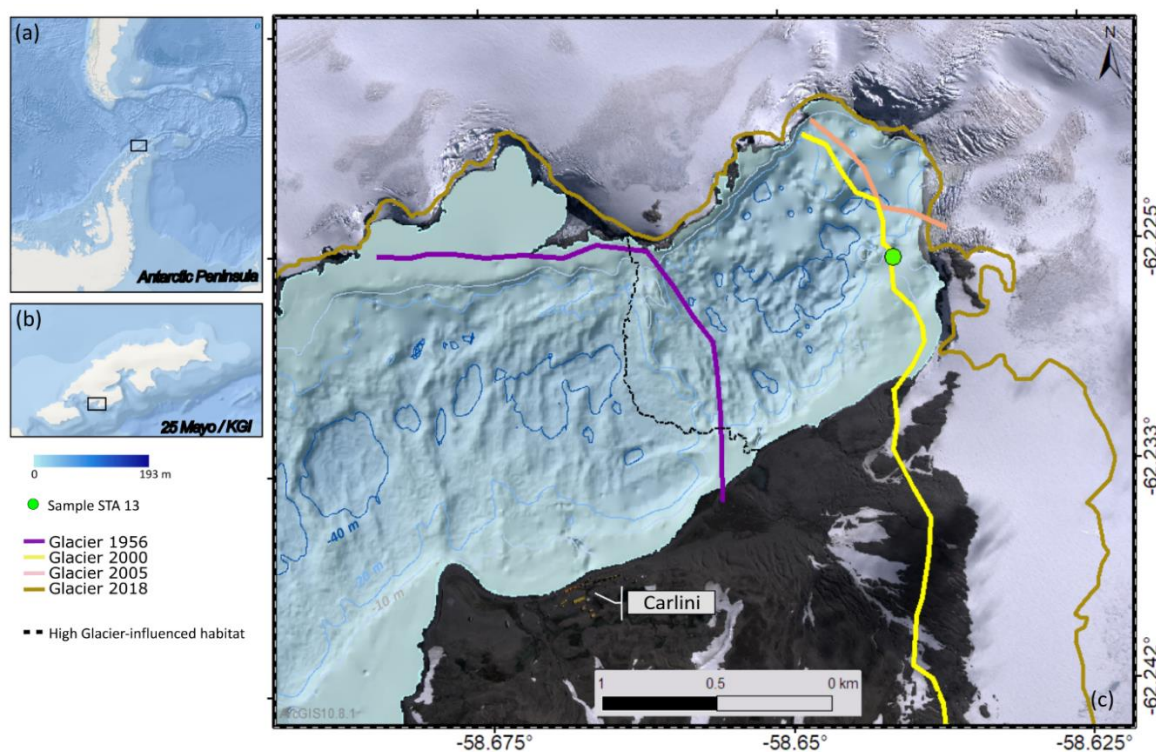 (a)
Antarctic Peninsula
(b)
25 Mayo / KGI
0 193 m
Sample STA 13
Glacier 1956
Glacier 2000
Glacier 2005
Glacier 2018
High Glacier-influenced habitat
N
-40 m
-10 m
Carlini
1 0.5 0 km
(c)
-62.225°
-62.233°
-62.242°
-58.675°
-58.65°
-58.625°